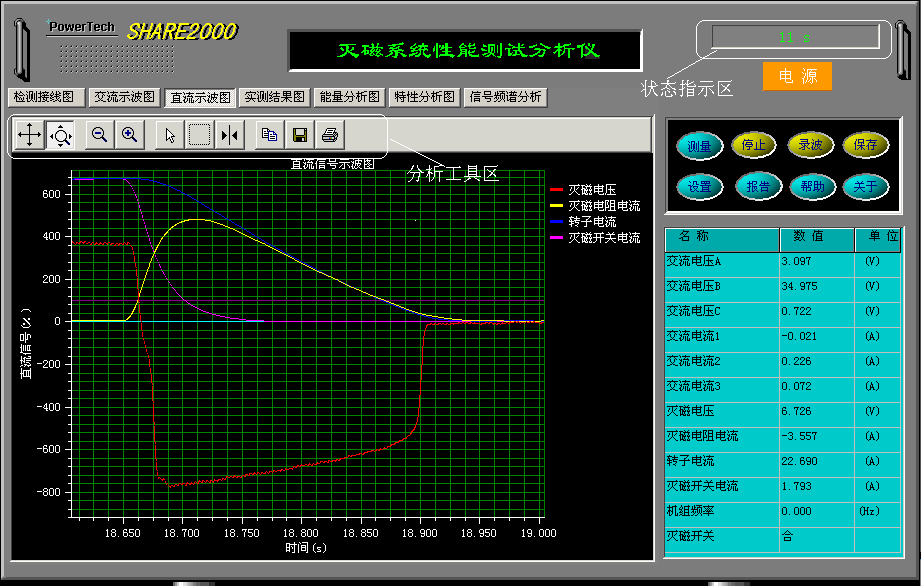 PowerTech SHARE2000
灭磁系统性能测试分析仪
11 s
状态指示区
电 源
检测接线图 交流示波图 直流示波图 实测结果图 能量分析图 特性分析图 信号频谱分析
分析工具区
测量 停止 录波 保存
设置 报告 帮助 关于
直流信号示波图
灭磁电压
灭磁电阻电流
转子电流
灭磁开关电流
直流信号(%)
600
400
200
0
-200
-400
-600
-800
18.650 18.700 18.750 18.800 18.850 18.900 18.950 19.000
时间(s)
名 称 数 值 单 位
交流电压A 3.097 (V)
交流电压B 34.975 (V)
交流电压C 0.722 (V)
交流电流1 -0.021 (A)
交流电流2 0.226 (A)
交流电流3 0.072 (A)
灭磁电压 6.726 (V)
灭磁电阻电流 -3.557 (A)
转子电流 22.690 (A)
灭磁开关电流 1.793 (A)
机组频率 0.000 (Hz)
灭磁开关 合